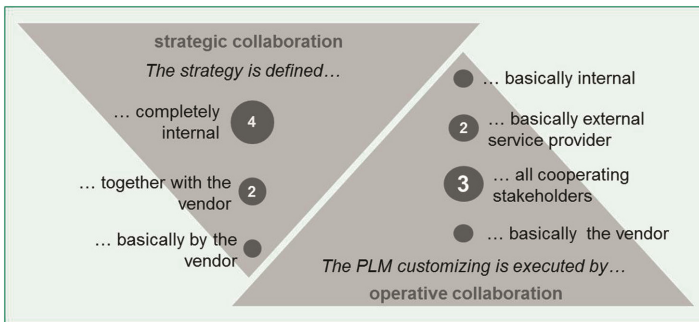 strategic collaboration
The strategy is defined…
… completely
internal
4
… together with the
vendor
2
… basically by the
vendor
… basically internal
2
… basically external
service provider
3
… all cooperating
stakeholders
… basically the vendor
The PLM customizing is executed by…
operative collaboration